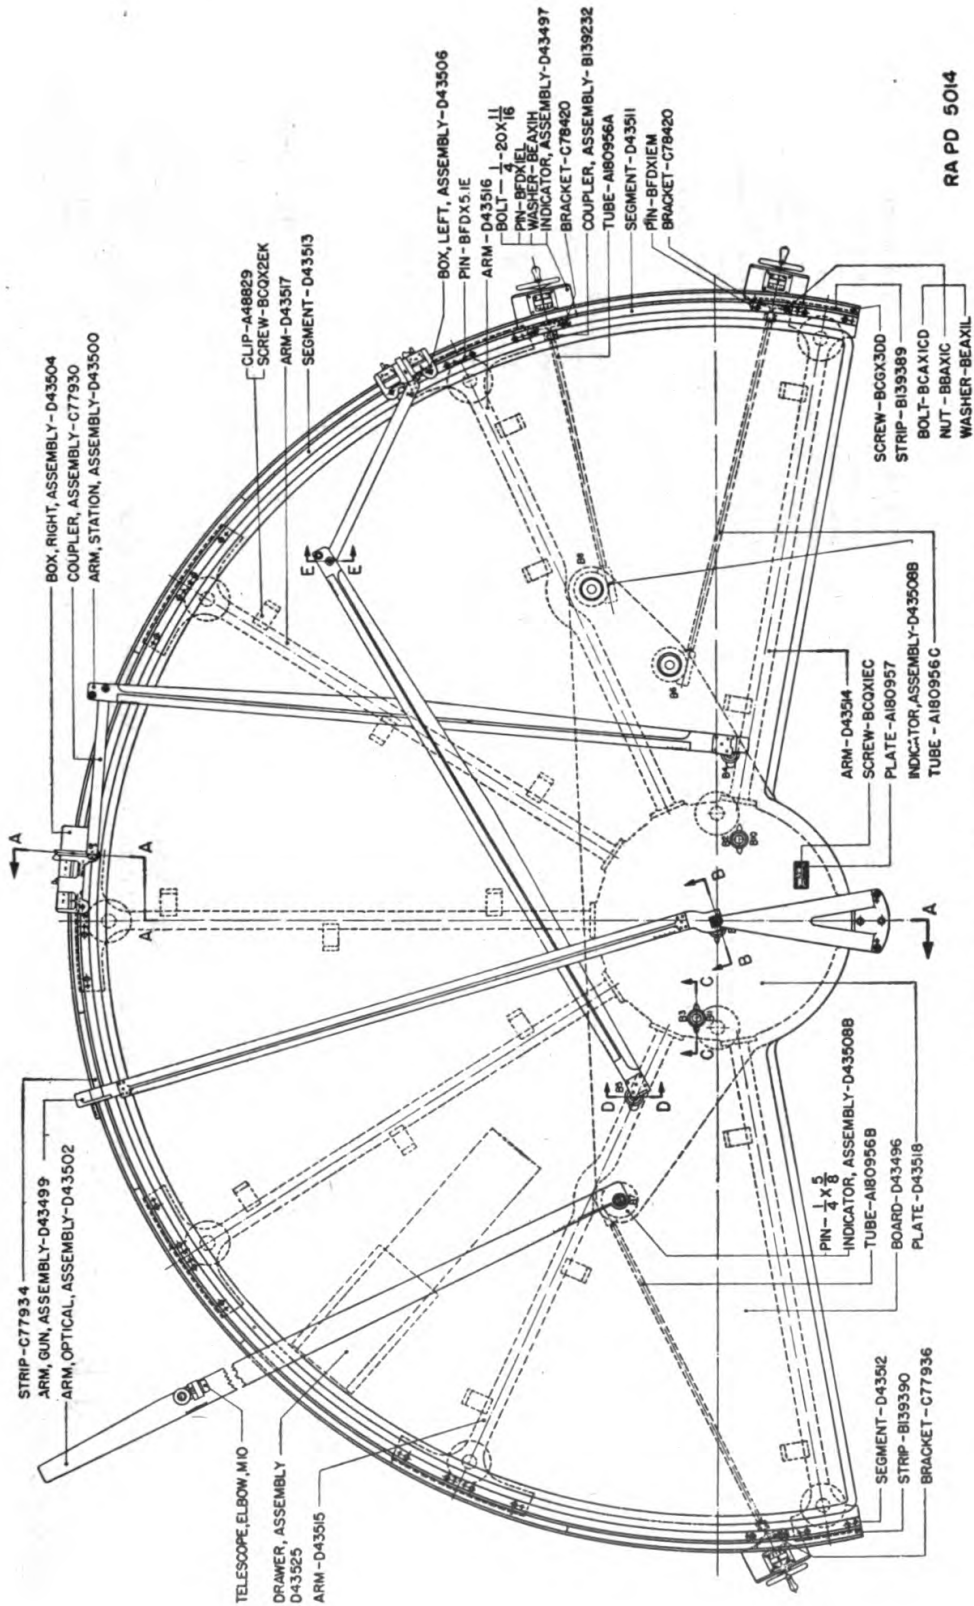 BOX, RIGHT, ASSEMBLY-D43504
COUPLER, ASSEMBLY-C77930
ARM, STATION, ASSEMBLY-D43500
CLIP-A48829
SCREW-BCQX2EK
ARM-D43517
SEGMENT-D43513
BOX, LEFT, ASSEMBLY-D43506
PIN-BFDX5.1E
ARM-D43516
BOLT-1/4-20X11/16
PIN-BFDX1EL
WASHER-BEAX1H
INDICATOR, ASSEMBLY-D43497
BRACKET-C78420
COUPLER, ASSEMBLY-B139232
TUBE-A180956A
SEGMENT-D43511
PIN-BFDX1EM
BRACKET-C78420
STRIP-C77934
ARM, GUN, ASSEMBLY-D43499
ARM, OPTICAL, ASSEMBLY-D43502
TELESCOPE, ELBOW, M10
DRAWER, ASSEMBLY
D43525
ARM-D43515
A
A
A
A
E
E
B
B
C
C
D
D
B3
B4
B5
B6
B6
SEGMENT-D43512
STRIP-B139390
BRACKET-C77936
PIN-1/4X5/8
INDICATOR, ASSEMBLY-D43508B
TUBE-A180956B
BOARD-D43496
PLATE-D43518
ARM-D43514
SCREW-BCQX1EC
PLATE-A180957
INDICATOR, ASSEMBLY-D43508B
TUBE-A180956C
SCREW-BCGX3DD
STRIP-B139389
BOLT-BCAX1CD
NUT-BBAX1C
WASHER-BEAX1L
RA PD 5014